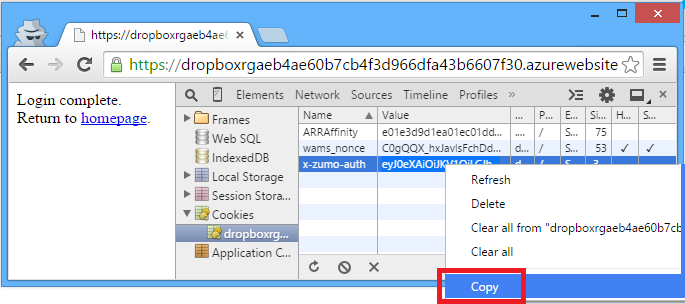 https://dropboxrgaeb4ae
https://dropboxrgaeb4ae60b7cb4f3d966dfa43b6607f30.azurewebsite
Login complete.
Return to homepage.
Elements Network Sources Timeline Profiles »
Frames
Web SQL
IndexedDB
Local Storage
Session Stora...
Cookies
dropboxrg...
Application C...
Name Value ... P... E... Si... H... S...
ARRAffinity e01e3d9d1ea01ec01dd... .... / S... 75
wams_nonce C0gQQX_hxJavlsFchDd... d... / S... 53 ✓ ✓
x-zumo-auth d... / S... 3...
Refresh
Delete
Clear all from "dropboxrgaeb4ae60b7cb
Clear all
Copy